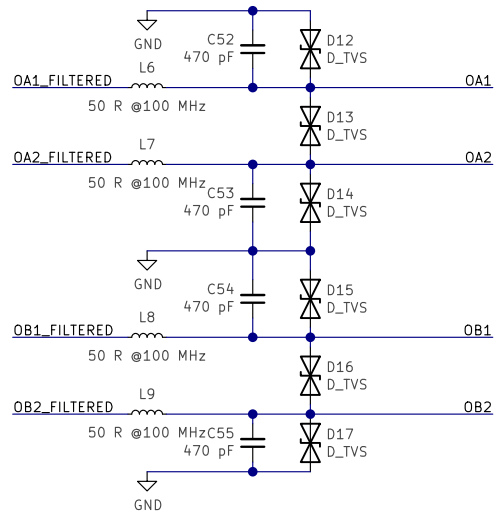 GND
C52
470 pF
D12
D_TVS
L6
OA1_FILTERED
OA1
50 R @100 MHz
D13
D_TVS
L7
OA2_FILTERED
OA2
50 R @100 MHz
C53
470 pF
D14
D_TVS
GND
C54
470 pF
D15
D_TVS
L8
OB1_FILTERED
OB1
50 R @100 MHz
D16
D_TVS
L9
OB2_FILTERED
OB2
50 R @100 MHz
C55
470 pF
D17
D_TVS
GND